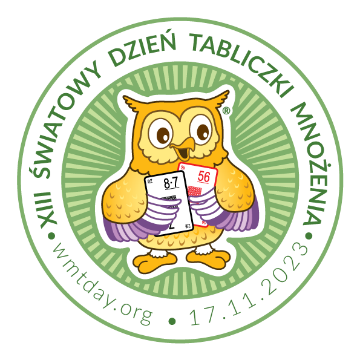 XIII ŚWIATOWY DZIEŃ TABLICZKI MNOŻENIA
®
8·7
56
wmtday.org • 17.11.2023